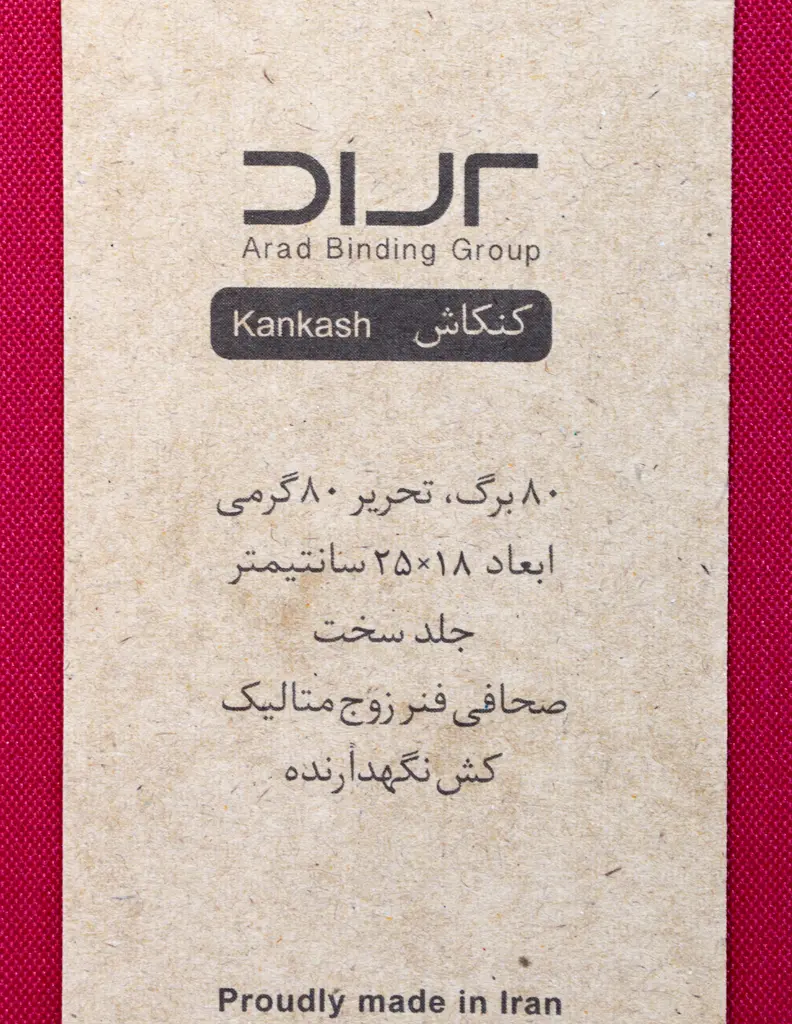 آراد
Arad Binding Group
Kankash کنکاش
۸۰ برگ، تحریر ۸۰ گرمی
ابعاد ۱۸×۲۵ سانتیمتر
جلد سخت
صحافی فنر زوج متالیک
کش نگهدارنده
Proudly made in Iran